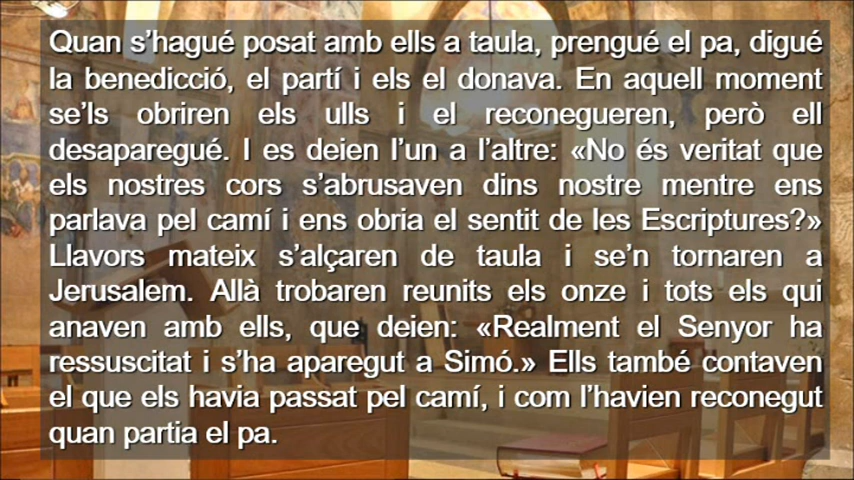 Quan s’hagué posat amb ells a taula, prengué el pa, digué
la benedicció, el partí i els el donava. En aquell moment
se’ls obriren els ulls i el reconegueren, però ell
desaparegué. I es deien l’un a l’altre: «No és veritat que
els nostres cors s’abrusaven dins nostre mentre ens
parlava pel camí i ens obria el sentit de les Escriptures?»
Llavors mateix s’alçaren de taula i se’n tornaren a
Jerusalem. Allà trobaren reunits els onze i tots els qui
anaven amb ells, que deien: «Realment el Senyor ha
ressuscitat i s’ha aparegut a Simó.» Ells també contaven
el que els havia passat pel camí, i com l’havien reconegut
quan partia el pa.